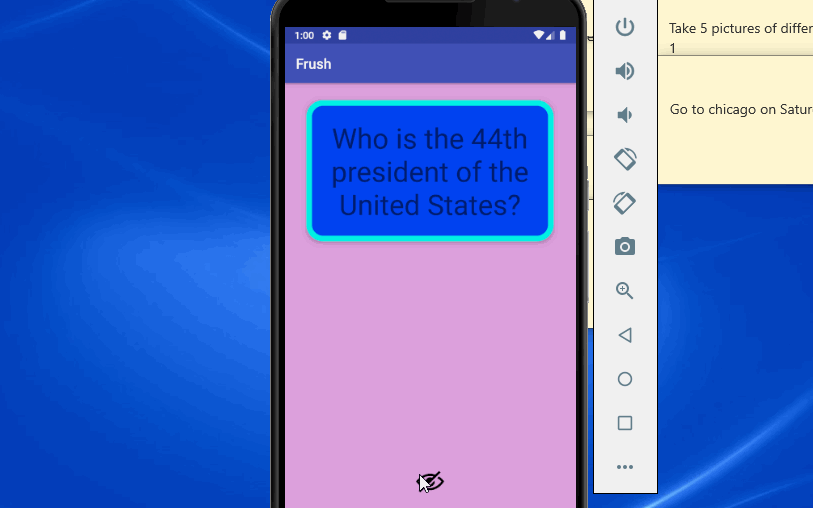 1:00
Frush
Who is the 44th
president of the
United States?
Take 5 pictures of differ
1
Go to chicago on Satur